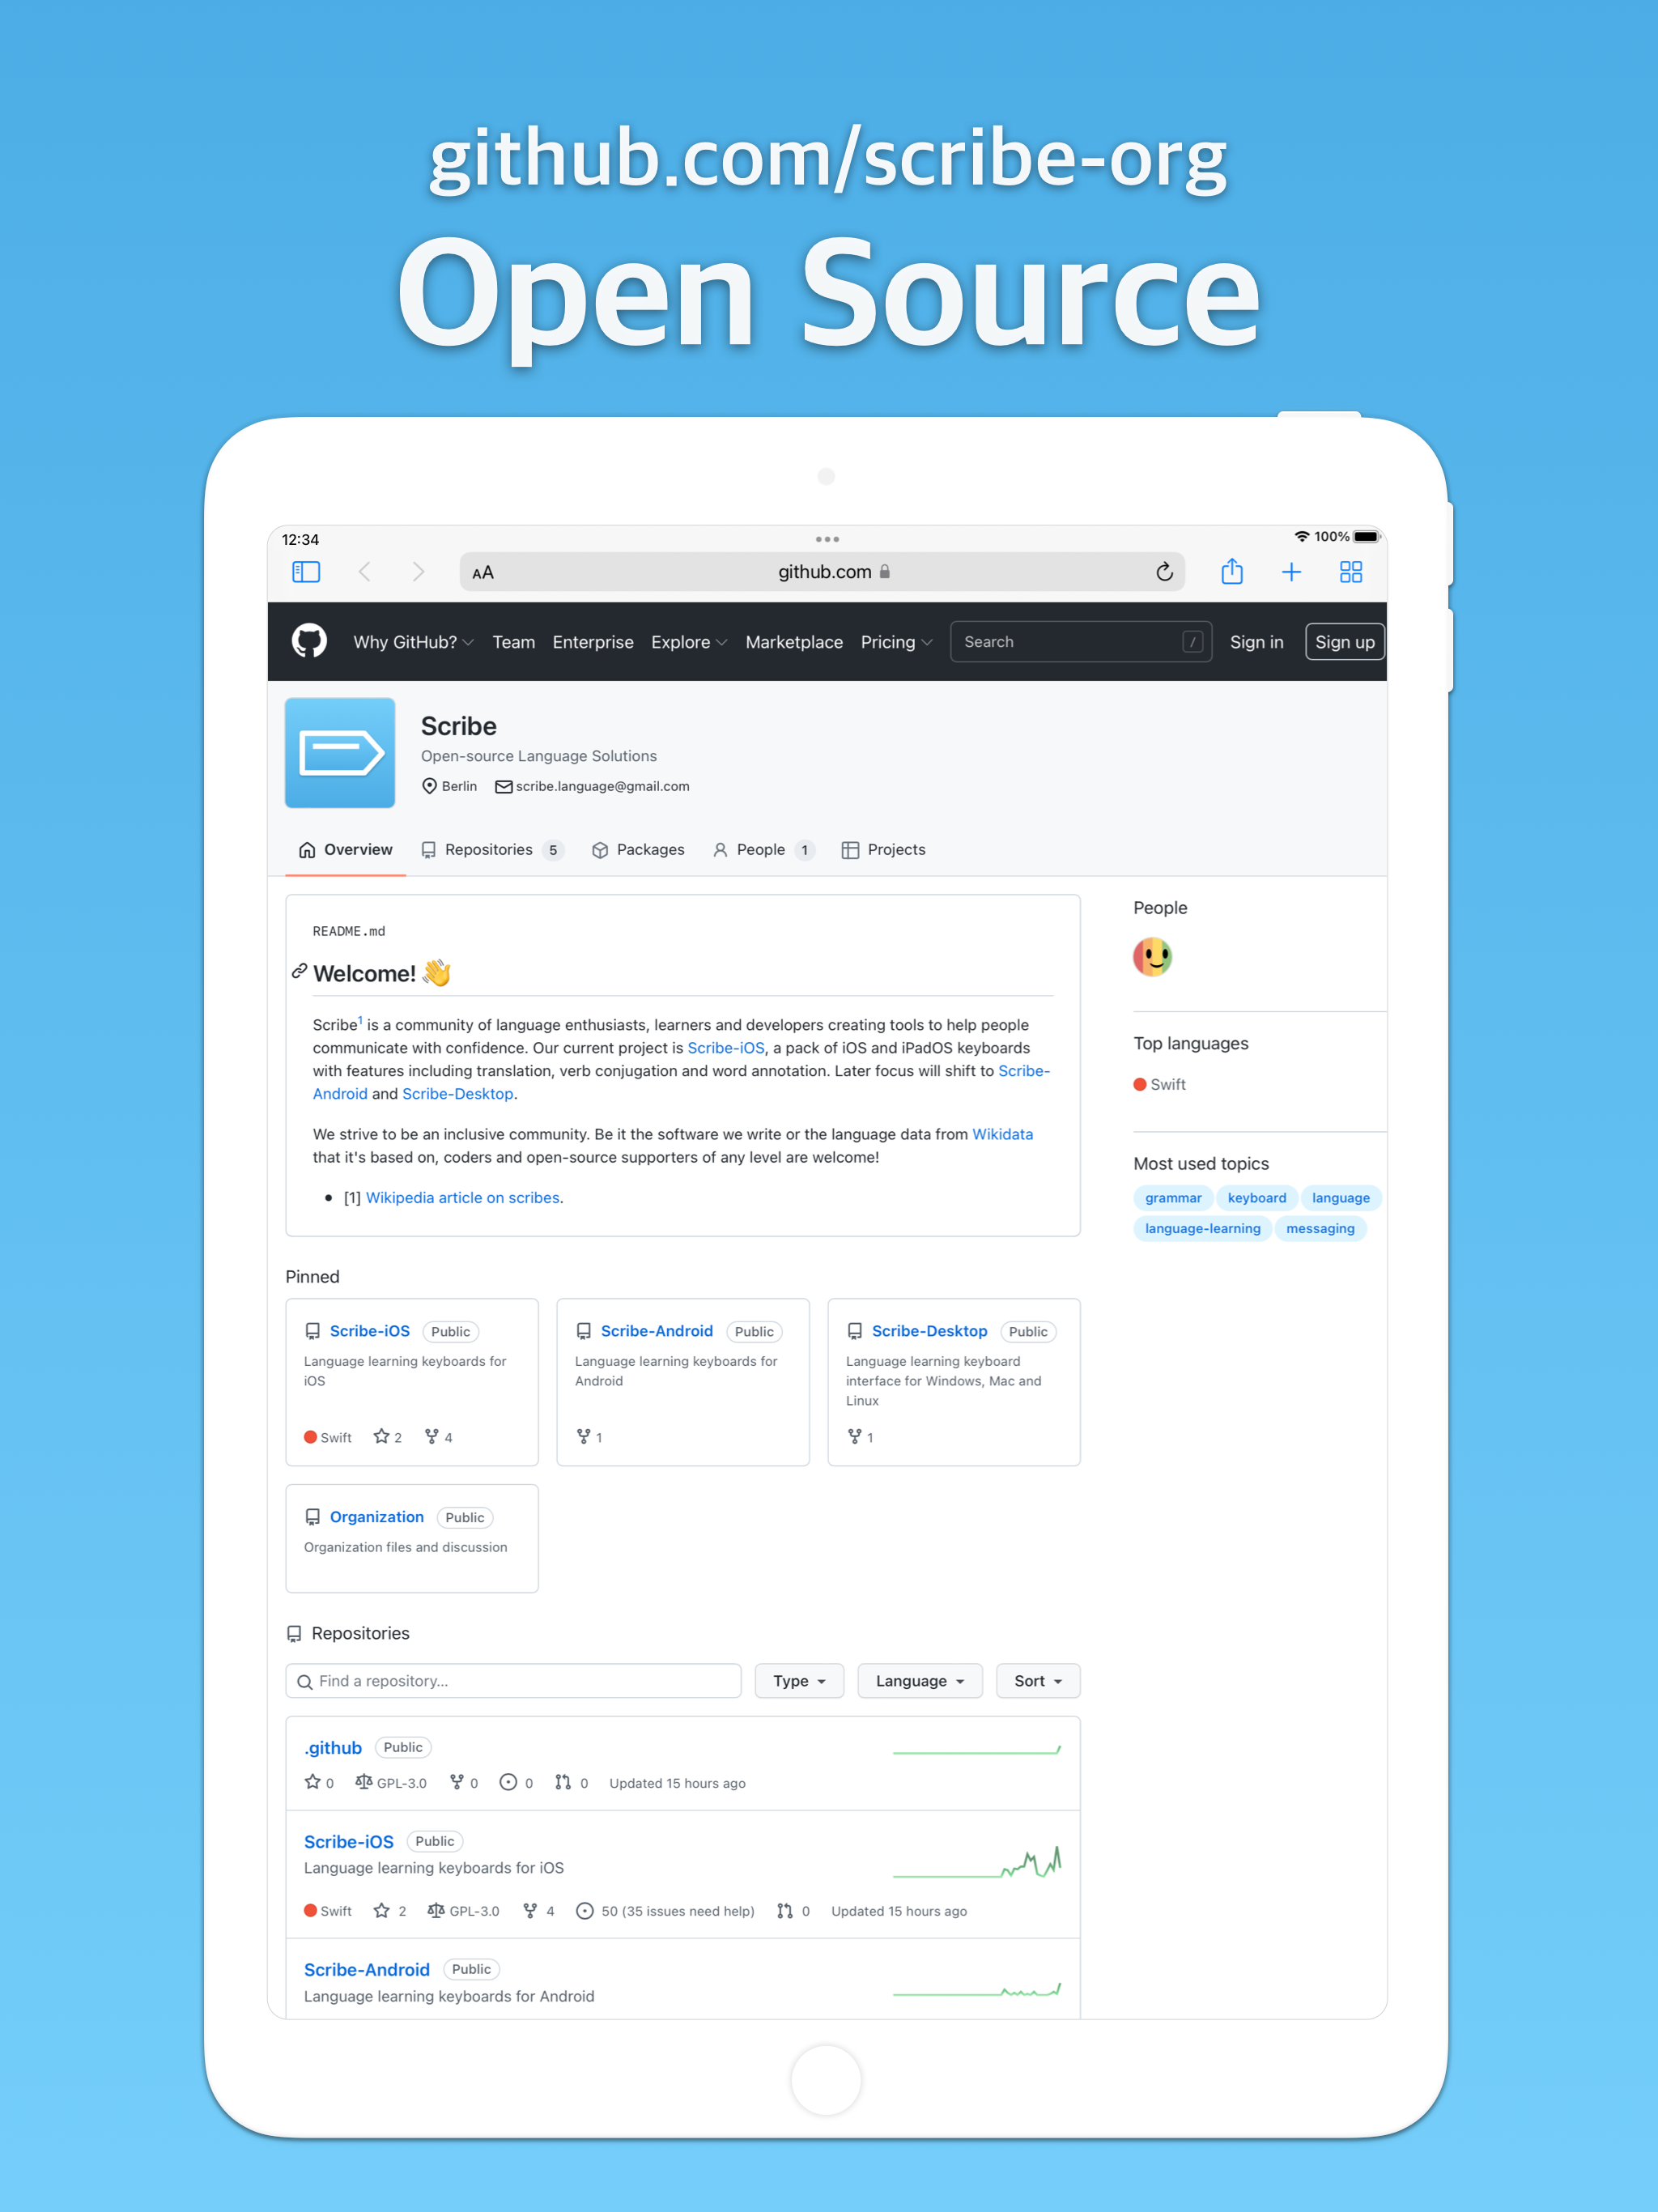 github.com/scribe-org
Open Source
12:34
100%
AA
github.com
Why GitHub?
Team
Enterprise
Explore
Marketplace
Pricing
Search
/
Sign in
Sign up
Scribe
Open-source Language Solutions
Berlin
scribe.language@gmail.com
Overview
Repositories 5
Packages
People 1
Projects
README.md
Welcome! 👋
Scribe1 is a community of language enthusiasts, learners and developers creating tools to help people
communicate with confidence. Our current project is Scribe-iOS, a pack of iOS and iPadOS keyboards
with features including translation, verb conjugation and word annotation. Later focus will shift to Scribe-
Android and Scribe-Desktop.
We strive to be an inclusive community. Be it the software we write or the language data from Wikidata
that it's based on, coders and open-source supporters of any level are welcome!
• [1] Wikipedia article on scribes.
People
Top languages
Swift
Most used topics
grammar keyboard language
language-learning messaging
Pinned
Scribe-iOS Public
Language learning keyboards for
iOS
Swift 2 4
Scribe-Android Public
Language learning keyboards for
Android
1
Scribe-Desktop Public
Language learning keyboard
interface for Windows, Mac and
Linux
1
Organization Public
Organization files and discussion
Repositories
Find a repository...
Type
Language
Sort
.github Public
0 GPL-3.0 0 0 0 Updated 15 hours ago
Scribe-iOS Public
Language learning keyboards for iOS
Swift 2 GPL-3.0 4 50 (35 issues need help) 0 Updated 15 hours ago
Scribe-Android Public
Language learning keyboards for Android